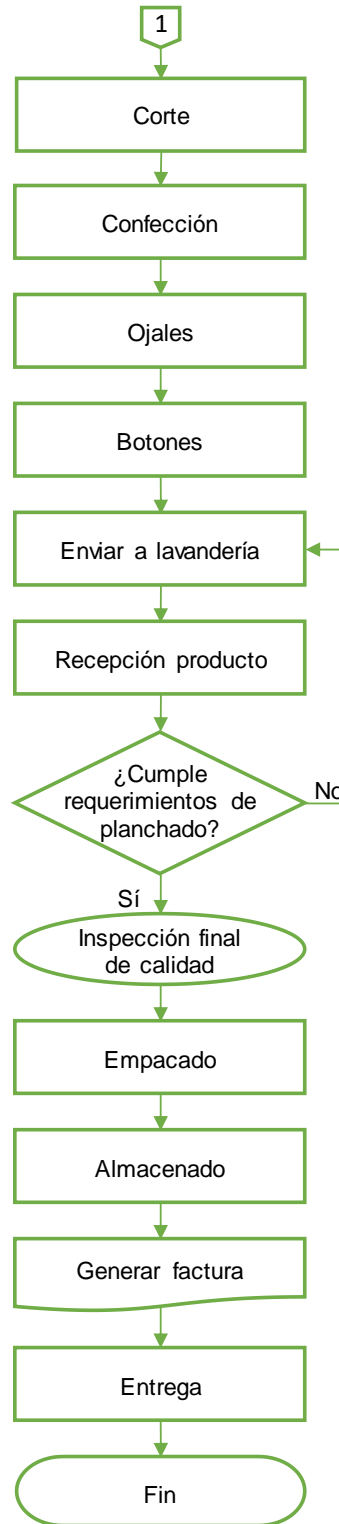 1
Corte
Confección
Ojales
Botones
Enviar a lavandería
Recepción producto
¿Cumple
requerimientos de
planchado?
No
Sí
Inspección final
de calidad
Empacado
Almacenado
Generar factura
Entrega
Fin